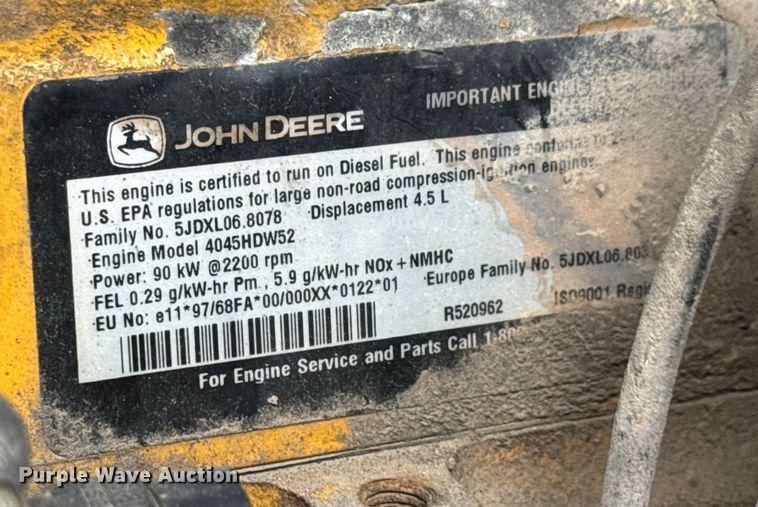 IMPORTANT
JOHN DEERE
This engine is certified to run on Diesel Fuel. This engine
U.S. EPA regulations for large non-road compression-ignition engines
Family No. 5JDXL06.8078 Displacement 4.5 L
Engine Model 4045HDW52
Power: 90 kW @2200 rpm
FEL 0.29 g/kW-hr Pm , 5.9 g/kW-hr NOx + NMHC
EU No: e11*97/68FA*00/000XX*0122*01 Europe Family No. 5JDXL06.803
R520962 ISO9001
For Engine Service and Parts Call
Purple Wave Auction